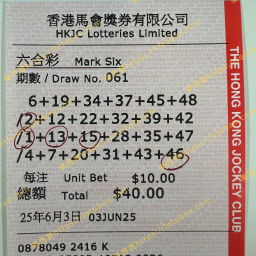 香港馬會獎券有限公司
HKJC Lotteries Limited
六合彩 Mark Six
期數 / Draw No. 061
6+19+34+37+45+48
/2+12+22+32+39+42
/1+13+15+28+35+47
/4+7+20+31+43+46
每注 Unit Bet $10.00
總額 Total $40.00
25年6月3日 03JUN25
0878049 2416 K
THE HONG KONG JOCKEY CLUB